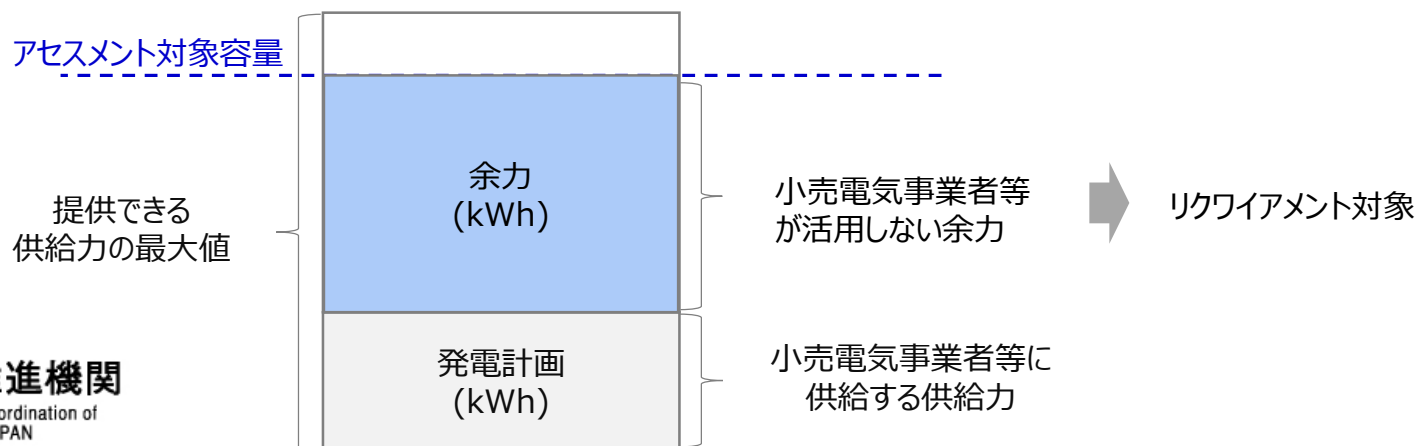 アセスメント対象容量
提供できる
供給力の最大値
余力
(kWh)
小売電気事業者等
が活用しない余力
リクワイアメント対象
発電計画
(kWh)
小売電気事業者等に
供給する供給力
進機関
ordination of
PAN